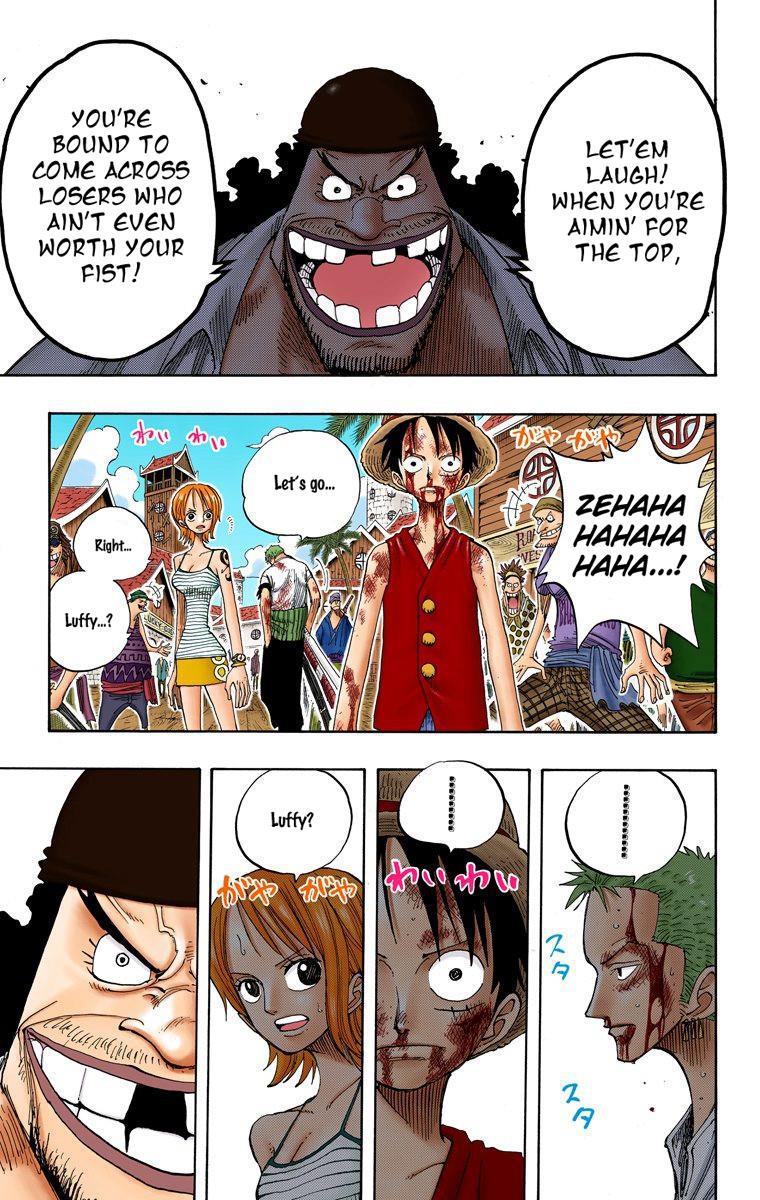 LET'EM
LAUGH!
WHEN YOU'RE
AIMIN' FOR
THE TOP,
YOU'RE
BOUND TO
COME ACROSS
LOSERS WHO
AIN'T EVEN
WORTH YOUR
FIST!
がや がや
ZEHAHA
HAHAHA
HAHA...!
Let's go...
わい わい
Right...
Luffy...?
スタ
スタ
わい わい
Luffy?
がや がや